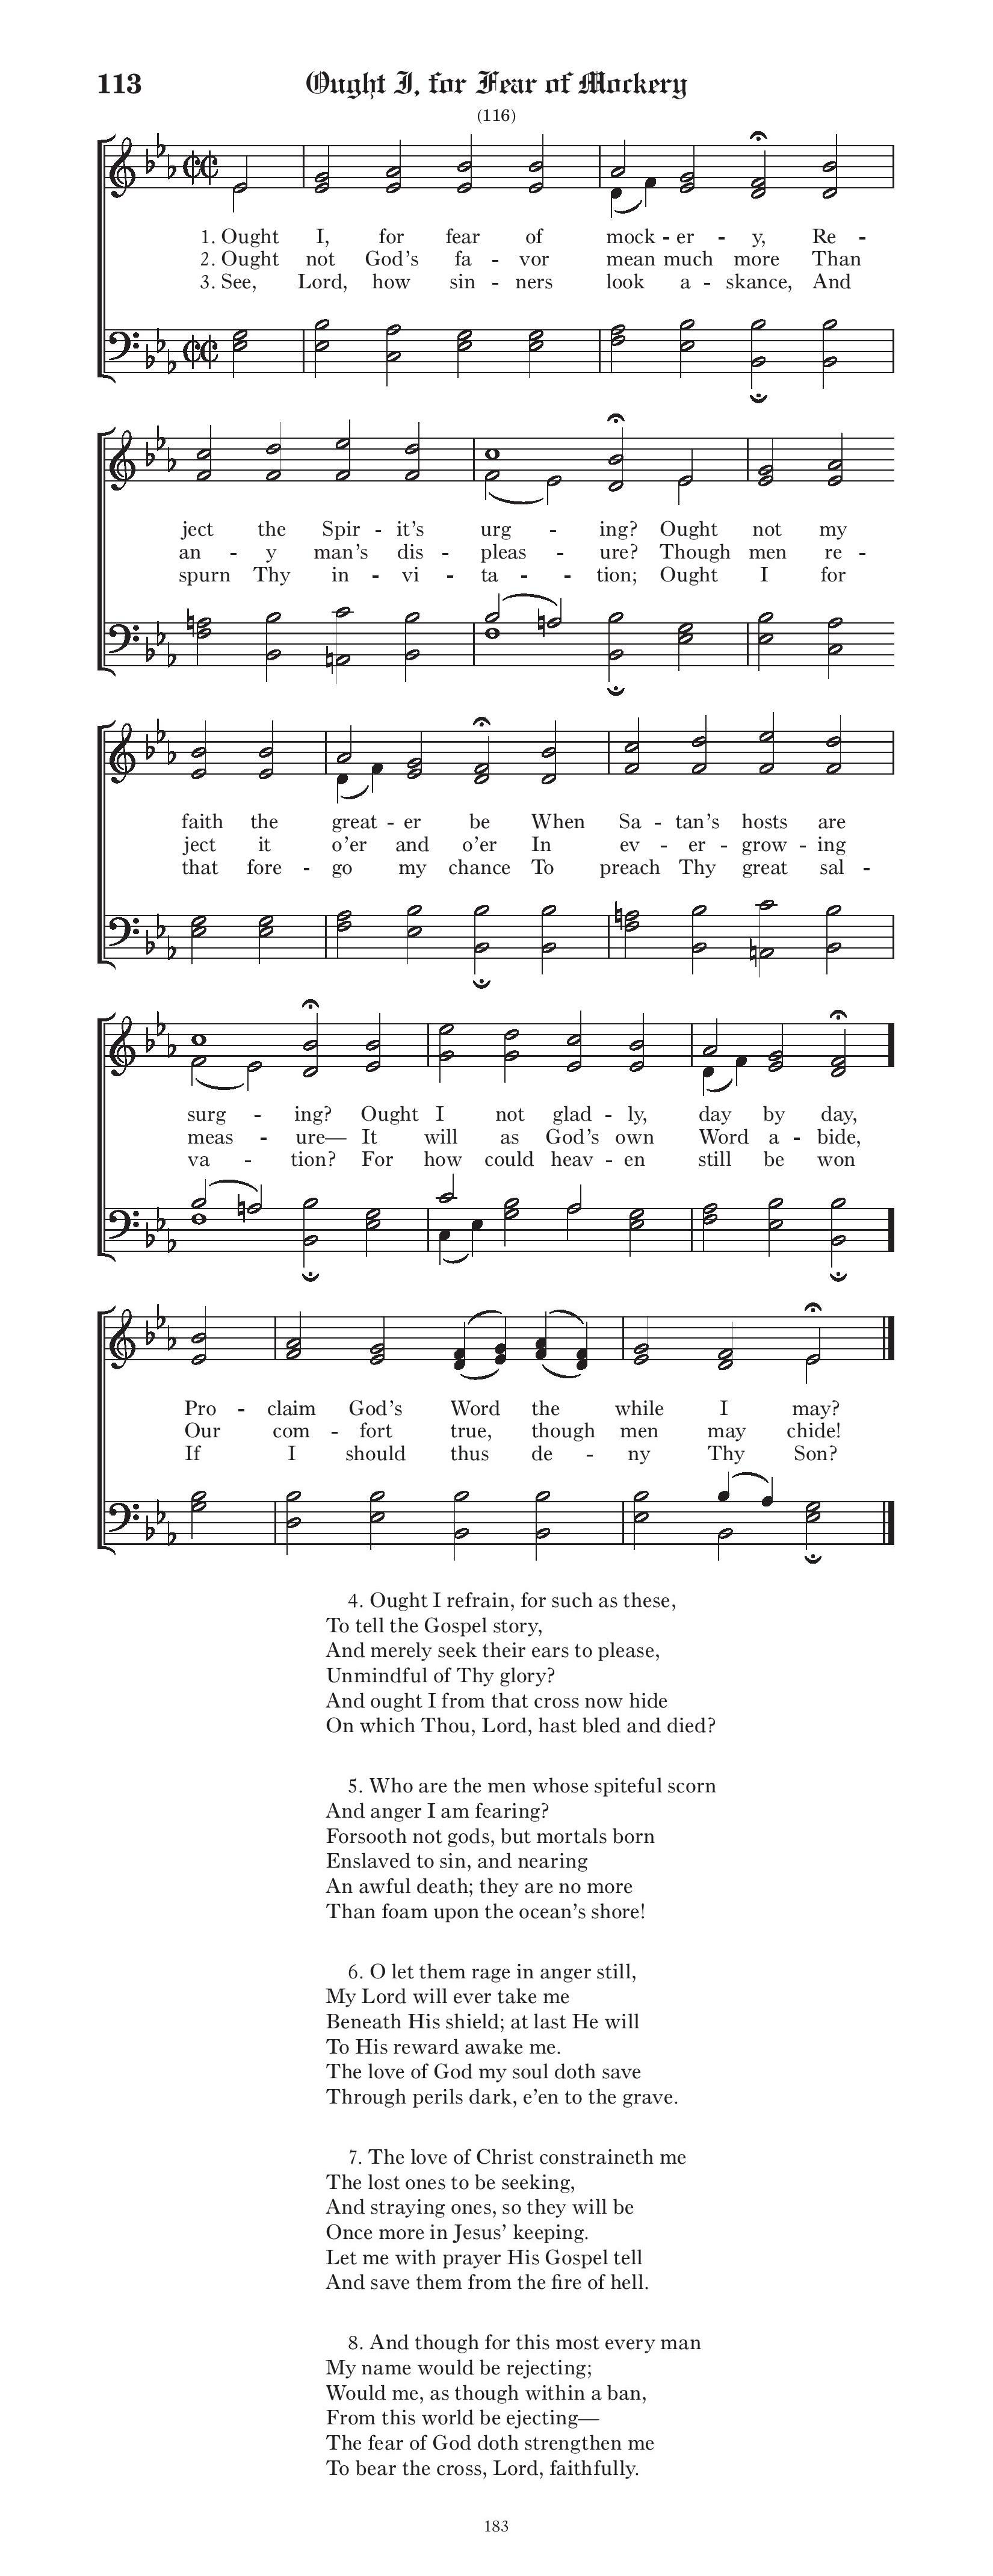 113 Ought I, for Fear of Mockery
(116)
1. Ought I, for fear of mock - er - y, Re -
2. Ought not God’s fa - vor mean much more Than
3. See, Lord, how sin - ners look a - skance, And
ject the Spir - it’s urg - ing? Ought not my
an - y man’s dis - pleas - ure? Though men re -
spurn Thy in - vi - ta - - tion; Ought I for
faith the great - er be When Sa - tan’s hosts are
ject it o’er and o’er In ev - er - grow - ing
that fore - go my chance To preach Thy great sal -
surg - ing? Ought I not glad - ly, day by day,
meas - ure— It will as God’s own Word a - bide,
va - tion? For how could heav - en still be won
Pro - claim God’s Word the while I may?
Our com - fort true, though men may chide!
If I should thus de - ny Thy Son?
4. Ought I refrain, for such as these,
To tell the Gospel story,
And merely seek their ears to please,
Unmindful of Thy glory?
And ought I from that cross now hide
On which Thou, Lord, hast bled and died?
5. Who are the men whose spiteful scorn
And anger I am fearing?
Forsooth not gods, but mortals born
Enslaved to sin, and nearing
An awful death; they are no more
Than foam upon the ocean’s shore!
6. O let them rage in anger still,
My Lord will ever take me
Beneath His shield; at last He will
To His reward awake me.
The love of God my soul doth save
Through perils dark, e’en to the grave.
7. The love of Christ constraineth me
The lost ones to be seeking,
And straying ones, so they will be
Once more in Jesus’ keeping.
Let me with prayer His Gospel tell
And save them from the fire of hell.
8. And though for this most every man
My name would be rejecting;
Would me, as though within a ban,
From this world be ejecting—
The fear of God doth strengthen me
To bear the cross, Lord, faithfully.
183